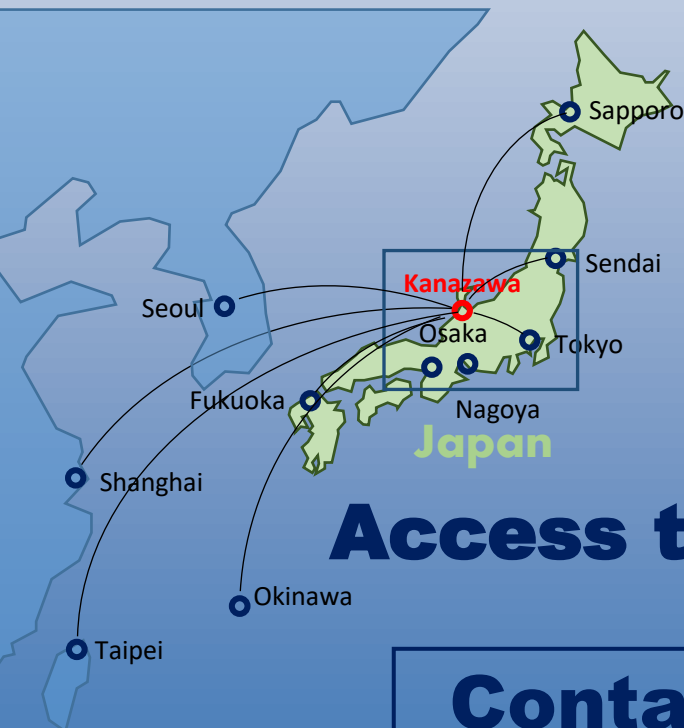 Sapporo
Sendai
Kanazawa
Seoul
Osaka
Tokyo
Fukuoka
Nagoya
Japan
Shanghai
Access t
Okinawa
Taipei
Conta